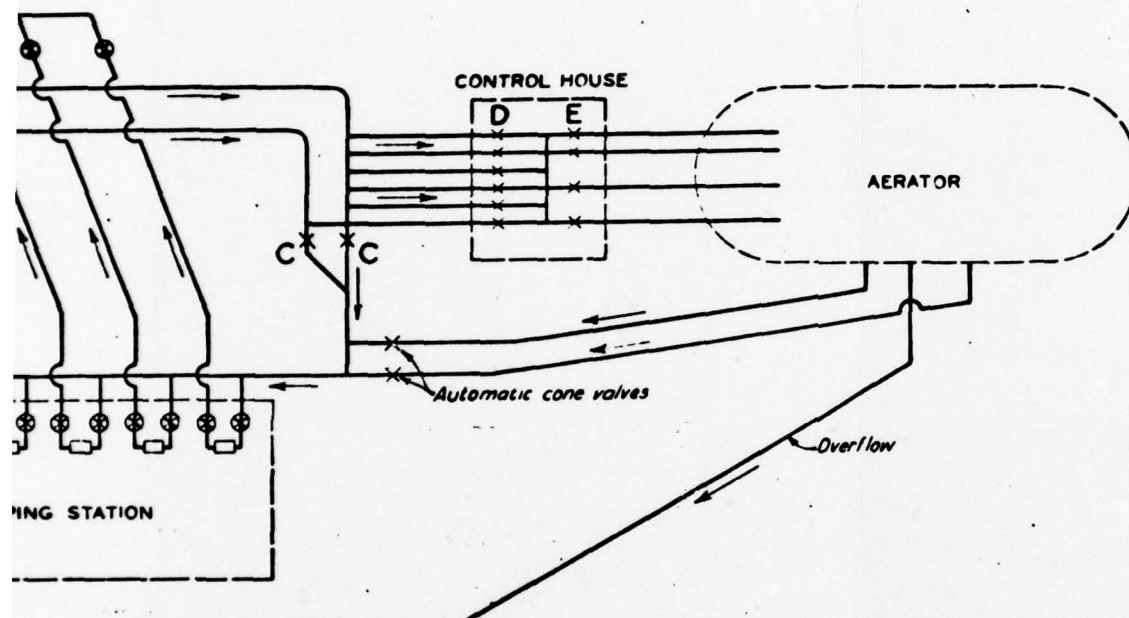 CONTROL HOUSE
D E
AERATOR
C C
Automatic cone valves
Overflow
PING STATION